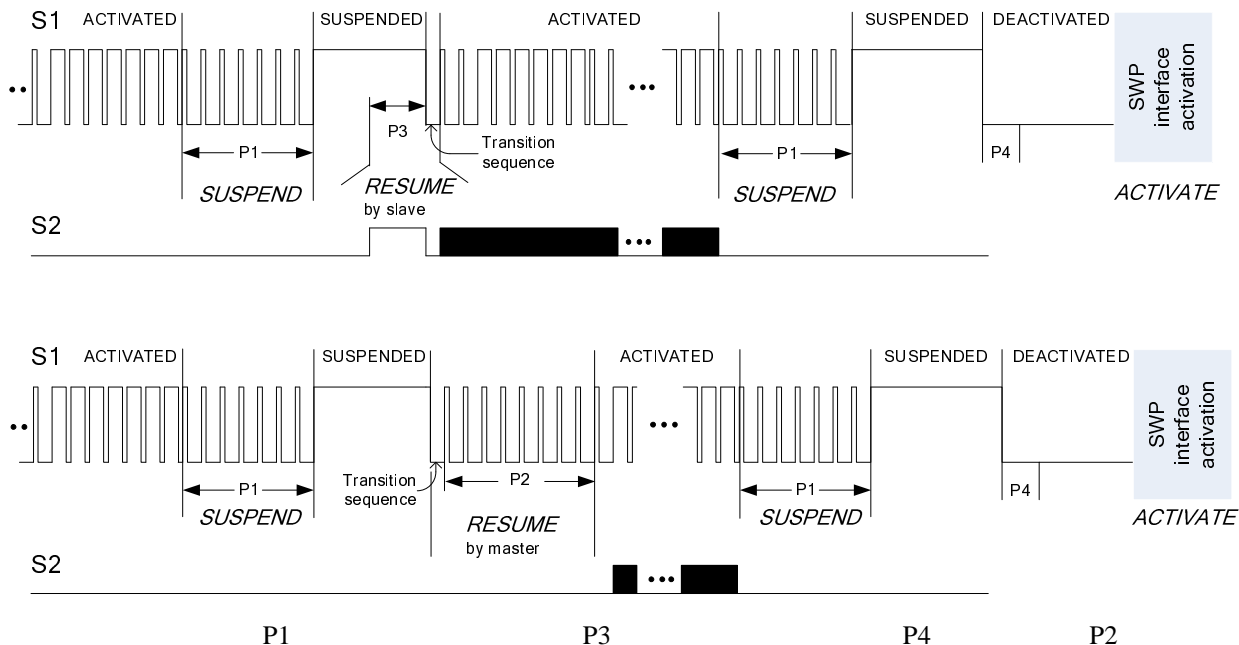 S1 ACTIVATED SUSPENDED ACTIVATED SUSPENDED DEACTIVATED
SWP interface activation
P3
Transition sequence
P1
P1
P4
SUSPEND
RESUME
by slave
SUSPEND
ACTIVATE
S2
S1 ACTIVATED SUSPENDED ACTIVATED SUSPENDED DEACTIVATED
SWP interface activation
Transition sequence
P1
P2
P1
P4
SUSPEND
RESUME
by master
SUSPEND
ACTIVATE
S2
P1 P3 P4 P2